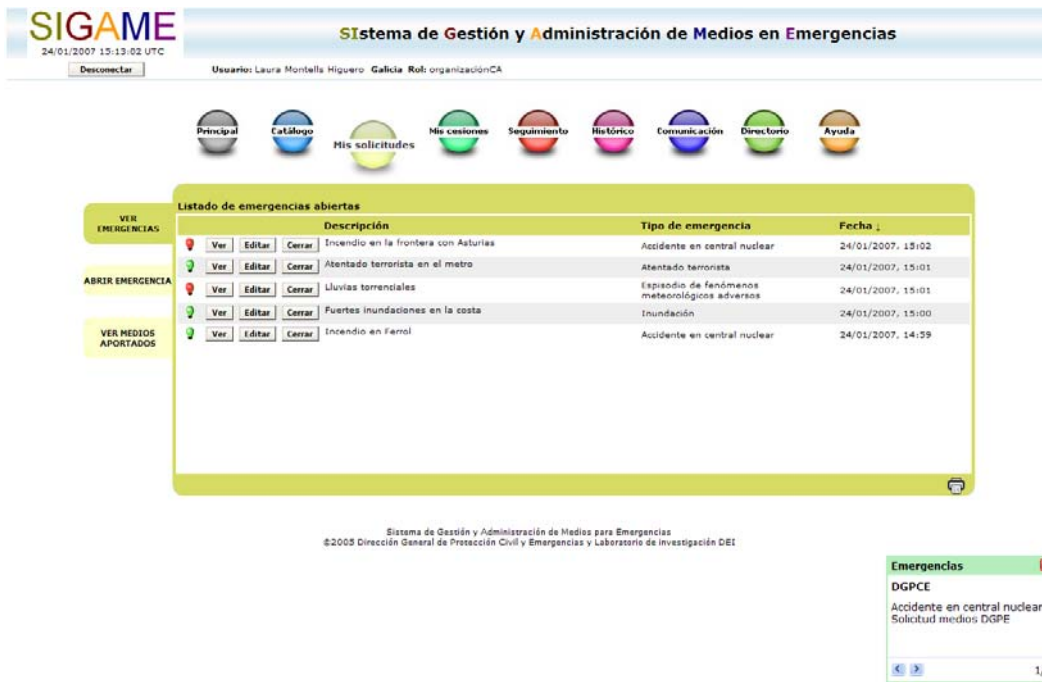 SIGAME
SIstema de Gestión y Administración de Medios en Emergencias
24/01/2007 15:13:02 UTC
Desconectar
Usuario: Laura Montells Higuero Galicia Rol: organizaciónCA
Principal
Catálogo
Mis solicitudes
Mis cesiones
Seguimiento
Histórico
Comunicación
Directorio
Ayuda
VER EMERGENCIAS
ABRIR EMERGENCIA
VER MEDIOS APORTADOS
Listado de emergencias abiertas
Descripción Tipo de emergencia Fecha ↓
Ver Editar Cerrar Incendio en la frontera con Asturias Accidente en central nuclear 24/01/2007, 15:02
Ver Editar Cerrar Atentado terrorista en el metro Atentado terrorista 24/01/2007, 15:01
Ver Editar Cerrar Lluvias torrenciales Espisodio de fenómenos meteorológicos adversos 24/01/2007, 15:01
Ver Editar Cerrar Fuertes inundaciones en la costa Inundación 24/01/2007, 15:00
Ver Editar Cerrar Incendio en Ferrol Accidente en central nuclear 24/01/2007, 14:59
Sistema de Gestión y Administración de Medios para Emergencias
©2005 Dirección General de Protección Civil y Emergencias y Laboratorio de investigación DEI
Emergencias
DGPCE
Accidente en central nuclear
Solicitud medios DGPE
1/